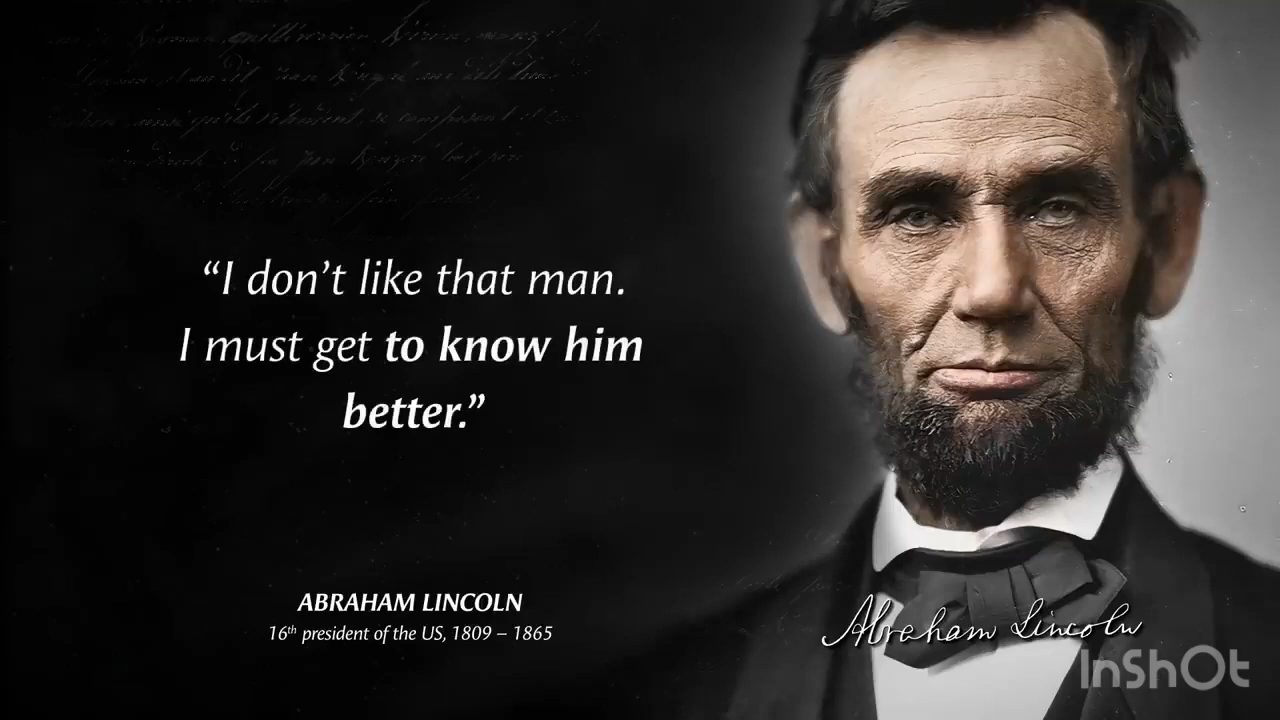 “I don’t like that man.
I must get to know him
better.”
ABRAHAM LINCOLN
16th president of the US, 1809 – 1865
Abraham Lincoln
InShOt